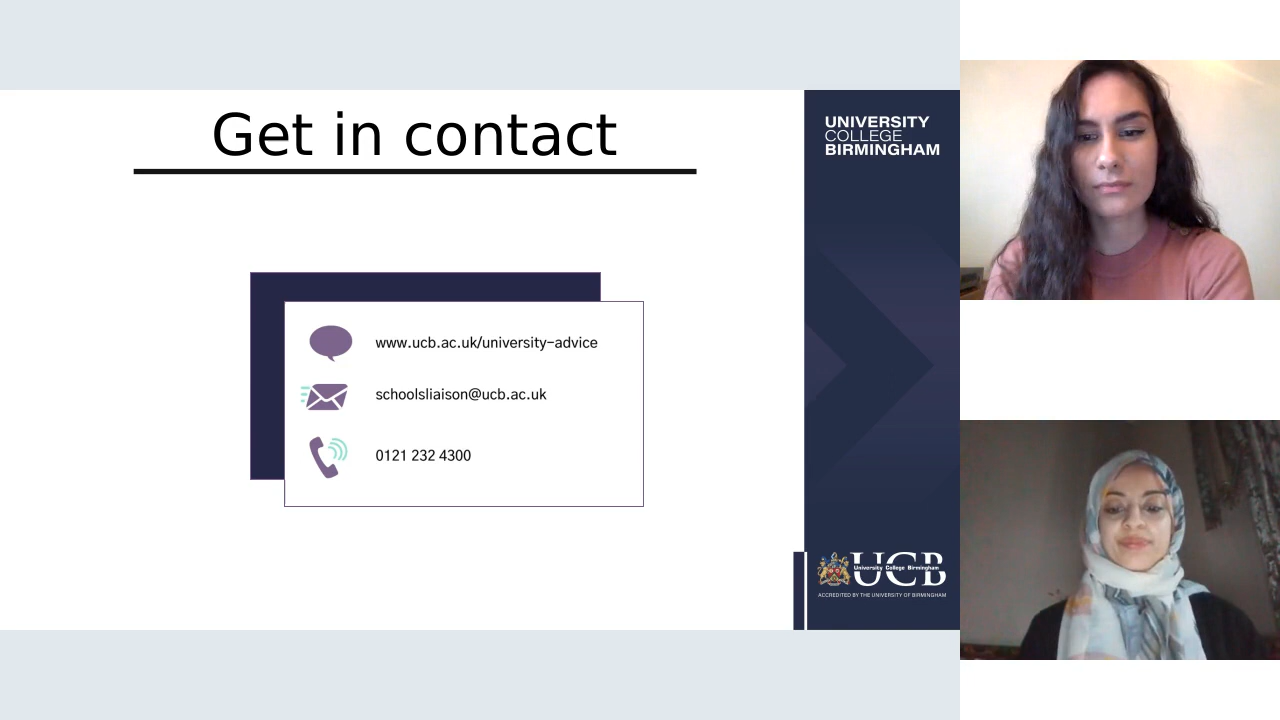 Get in contact
www.ucb.ac.uk/university-advice
schoolsliaison@ucb.ac.uk
0121 232 4300
UNIVERSITY
COLLEGE
BIRMINGHAM
UCB
University College Birmingham
ACCREDITED BY THE UNIVERSITY OF BIRMINGHAM